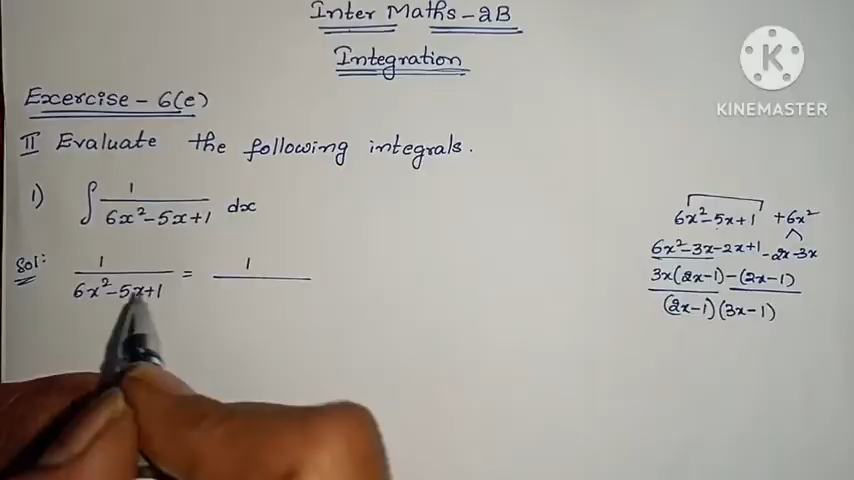 Inter Maths-2B
Integration
KINEMASTER
Excercise - 6(e)
II Evaluate the following integrals.
1) ∫ 1/(6x²-5x+1) dx
Sol: 1/(6x²-5x+1) = 1
6x²-5x+1 +6x²
6x²-3x-2x+1 -2x-3x
3x(2x-1)-(2x-1)
(2x-1)(3x-1)